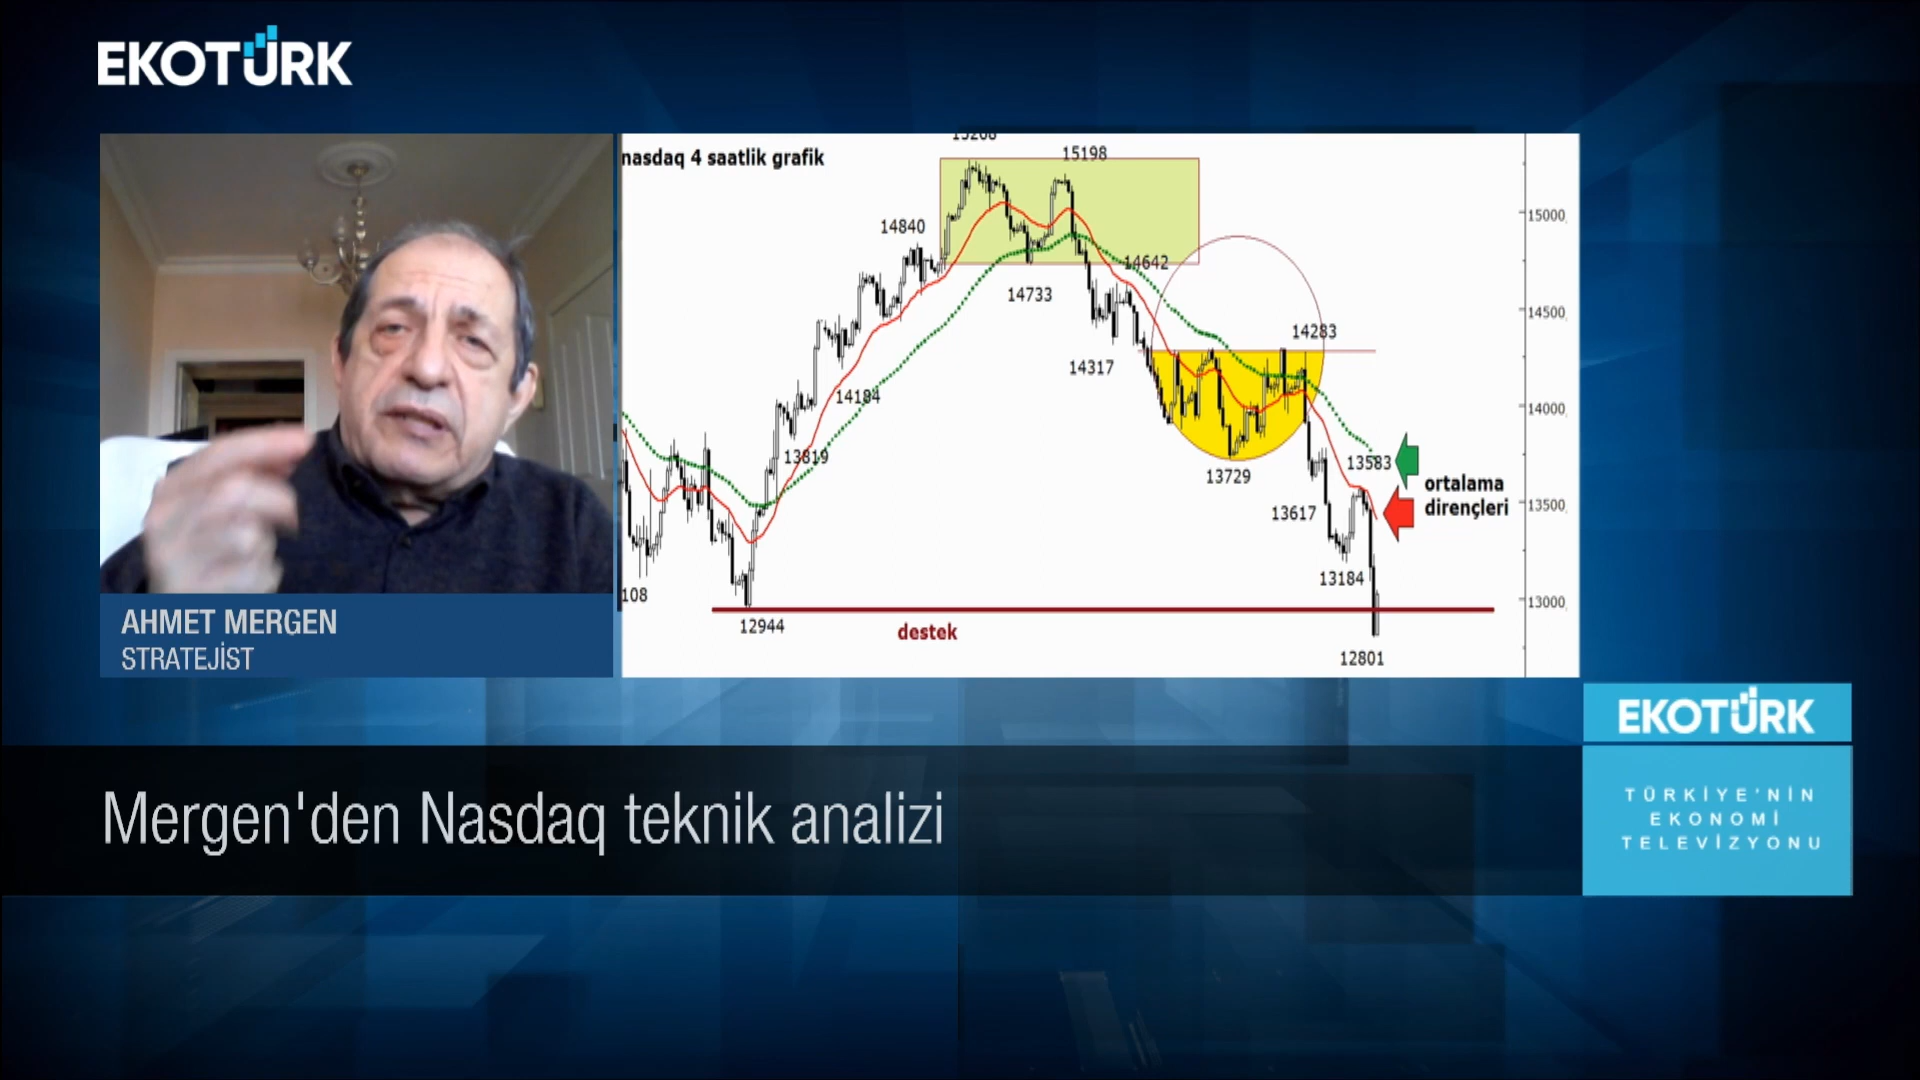 EKOTÜRK
nasdaq 4 saatlik grafik
15198
14840
14642
14733
14283
14317
14184
13819
13729
13583
ortalama
dirençleri
13617
13184
108
12944
destek
12801
15000
14500
14000
13500
13000
AHMET MERGEN
STRATEJİST
EKOTÜRK
TÜRKİYE'NİN
EKONOMİ
TELEVİZYONU
Mergen'den Nasdaq teknik analizi